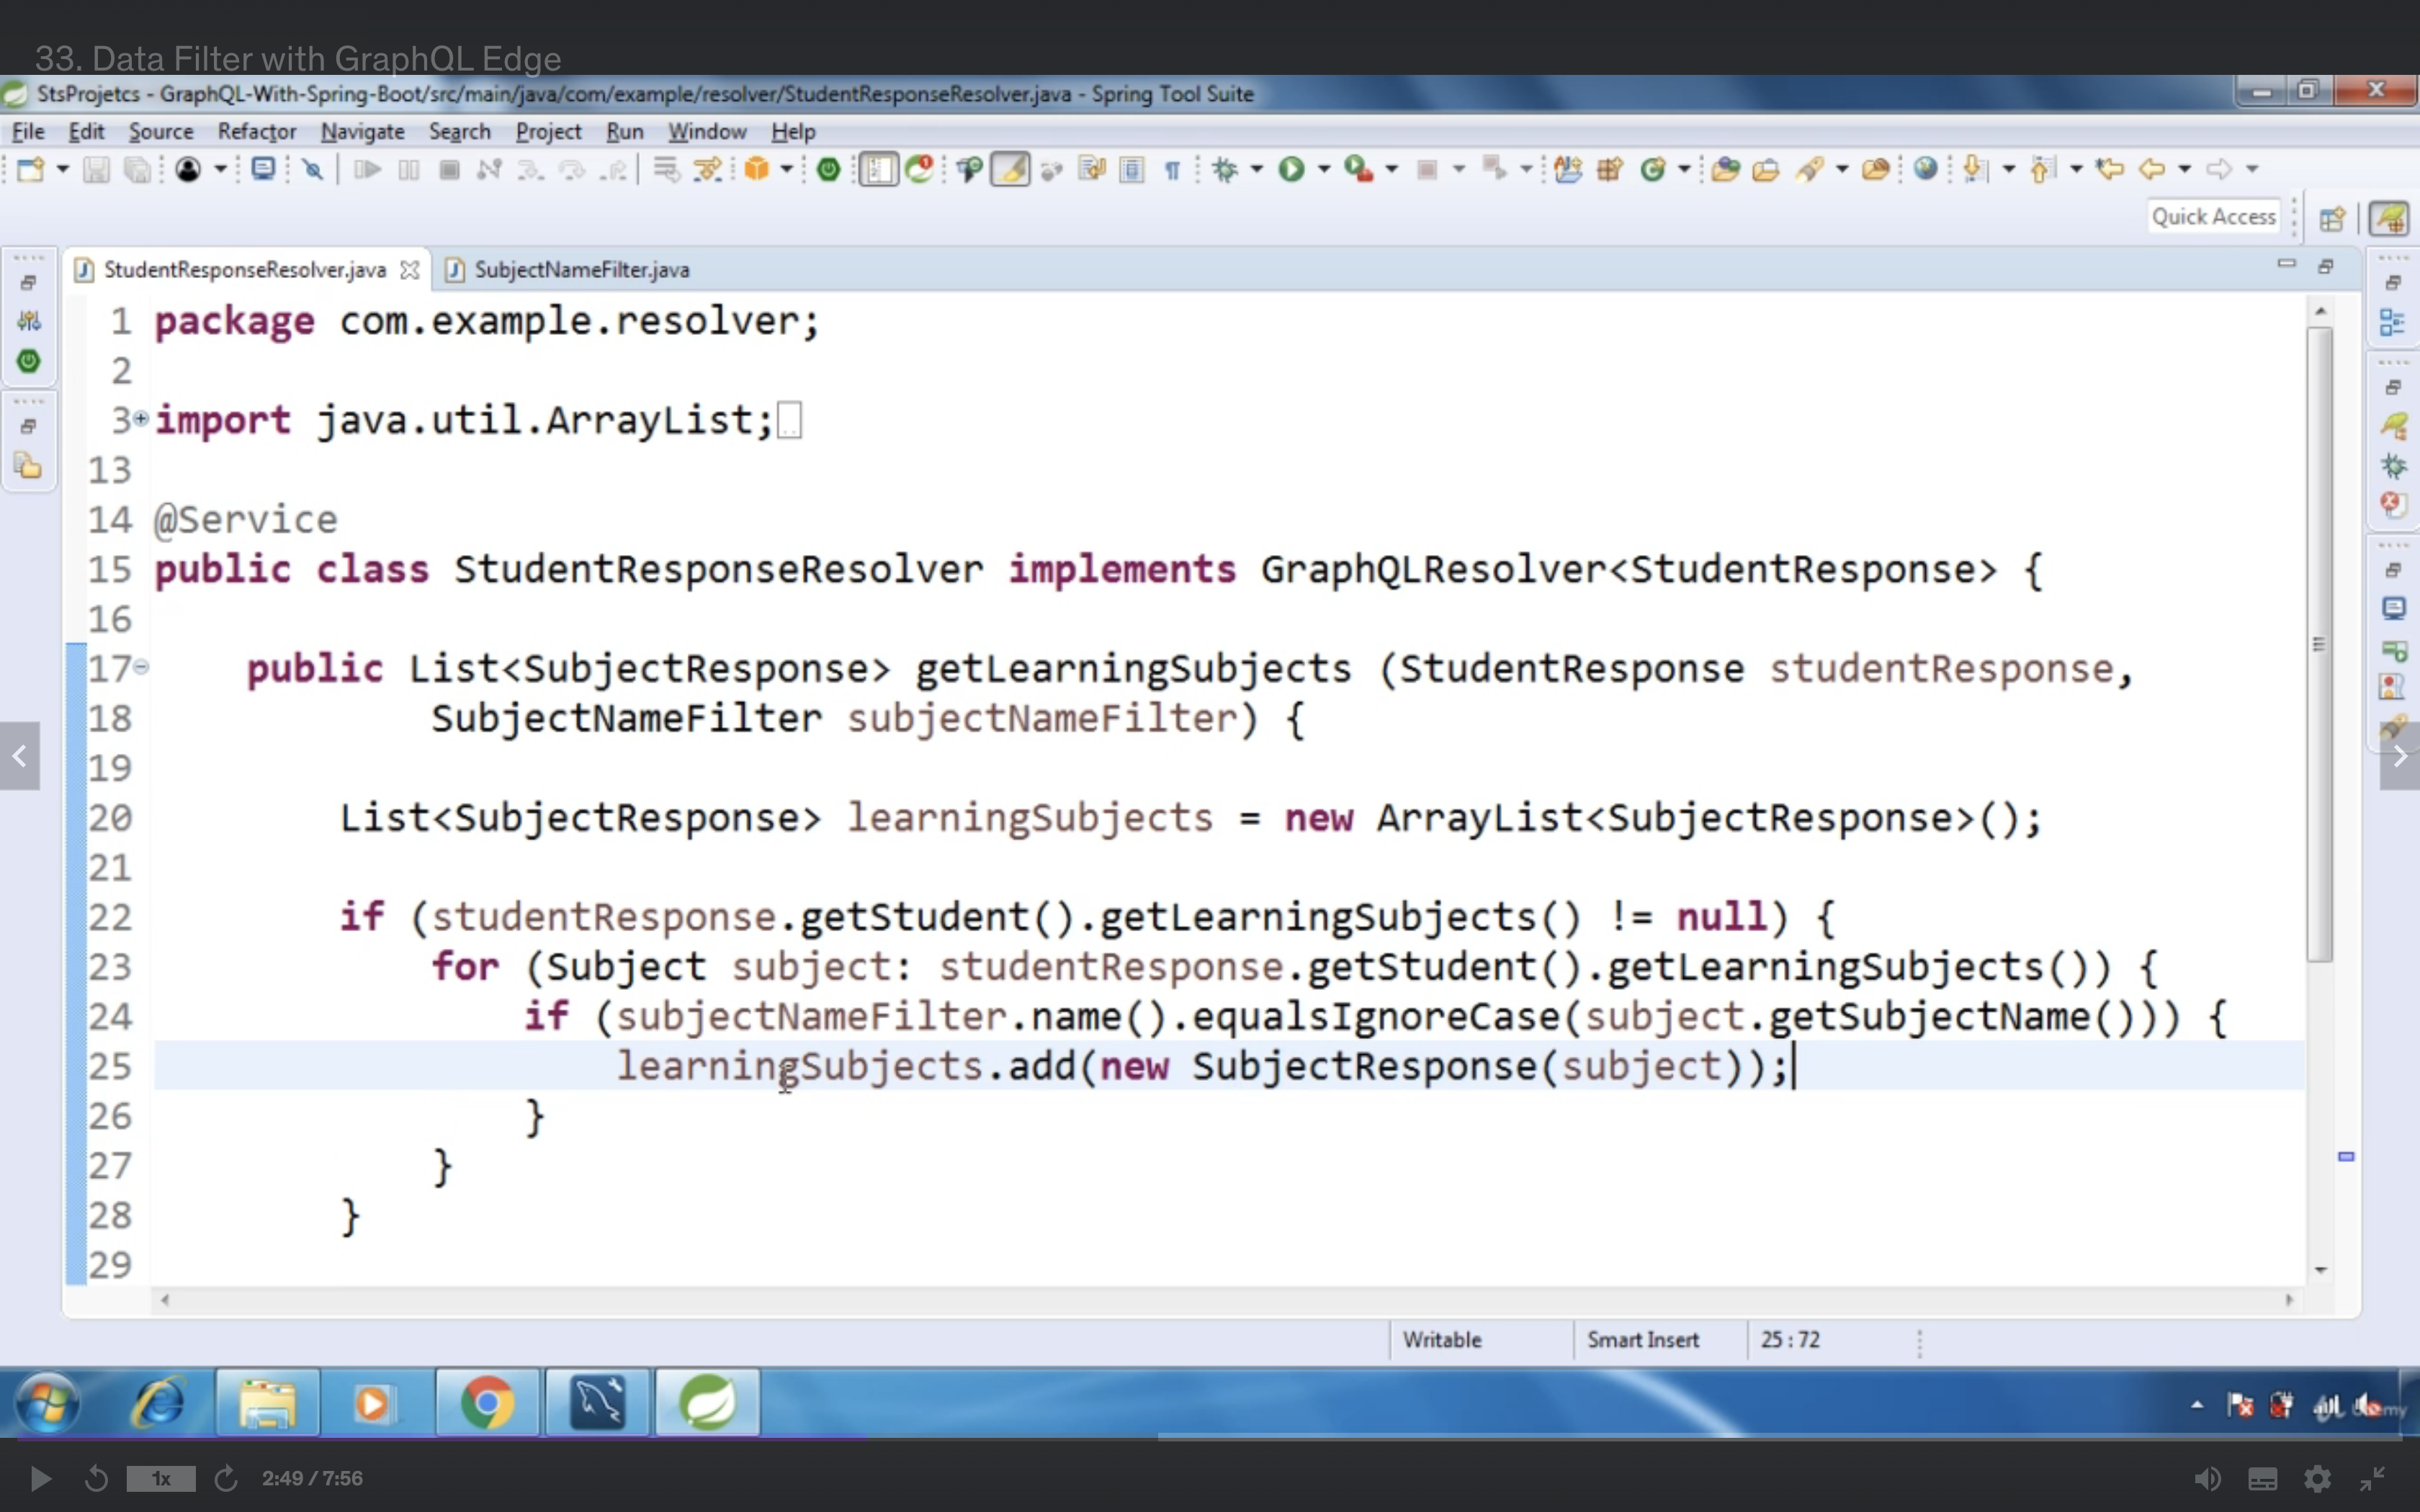 33. Data Filter with GraphQL Edge
StsProjetcs - GraphQL-With-Spring-Boot/src/main/java/com/example/resolver/StudentResponseResolver.java - Spring Tool Suite
File Edit Source Refactor Navigate Search Project Run Window Help
Quick Access
StudentResponseResolver.java SubjectNameFilter.java
1 package com.example.resolver;
2
3 import java.util.ArrayList;
13
14 @Service
15 public class StudentResponseResolver implements GraphQLResolver<StudentResponse> {
16
17 public List<SubjectResponse> getLearningSubjects (StudentResponse studentResponse,
18 SubjectNameFilter subjectNameFilter) {
19
20 List<SubjectResponse> learningSubjects = new ArrayList<SubjectResponse>();
21
22 if (studentResponse.getStudent().getLearningSubjects() != null) {
23 for (Subject subject: studentResponse.getStudent().getLearningSubjects()) {
24 if (subjectNameFilter.name().equalsIgnoreCase(subject.getSubjectName())) {
25 learningSubjects.add(new SubjectResponse(subject));
26 }
27 }
28 }
29
Writable Smart Insert 25 : 72
1x 2:49 / 7:56